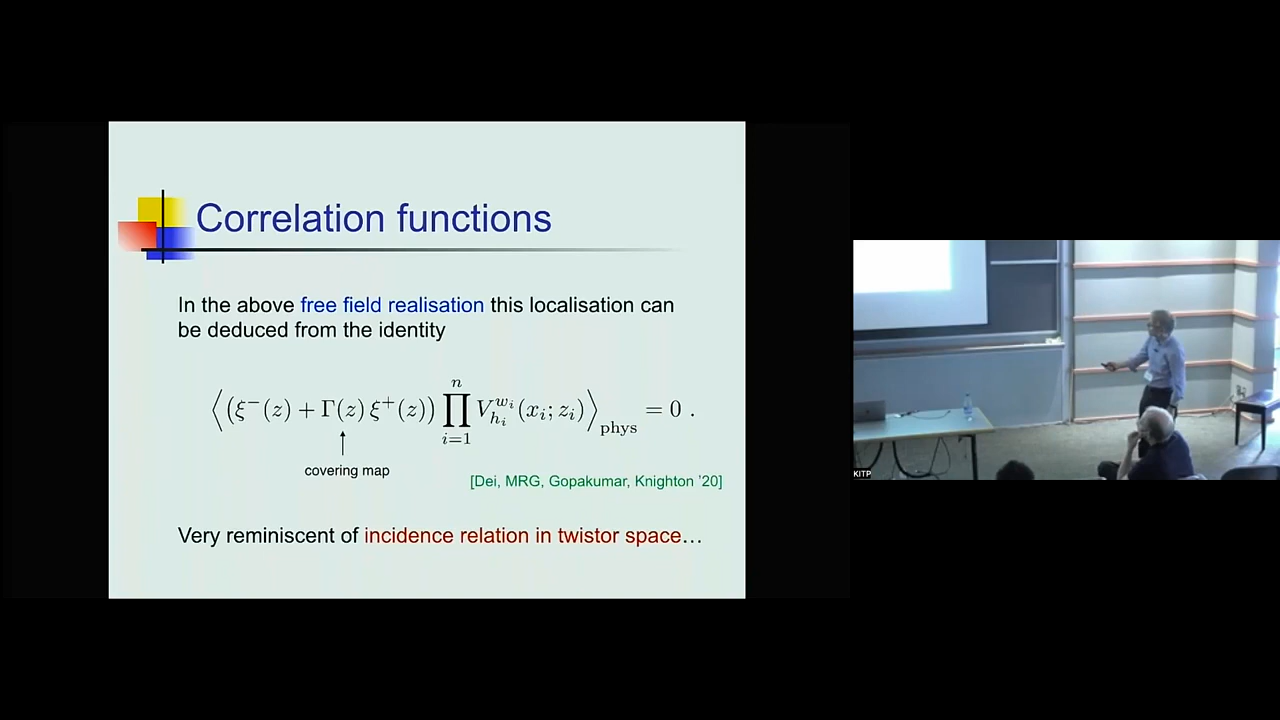 Correlation functions
In the above free field realisation this localisation can
be deduced from the identity
⟨(ξ⁻(z) + Γ(z) ξ⁺(z)) ∏ᵢ₌₁ⁿ V_{h_i}^{w_i}(x_i; z_i)⟩_phys = 0 .
covering map
[Dei, MRG, Gopakumar, Knighton '20]
Very reminiscent of incidence relation in twistor space…
KITP